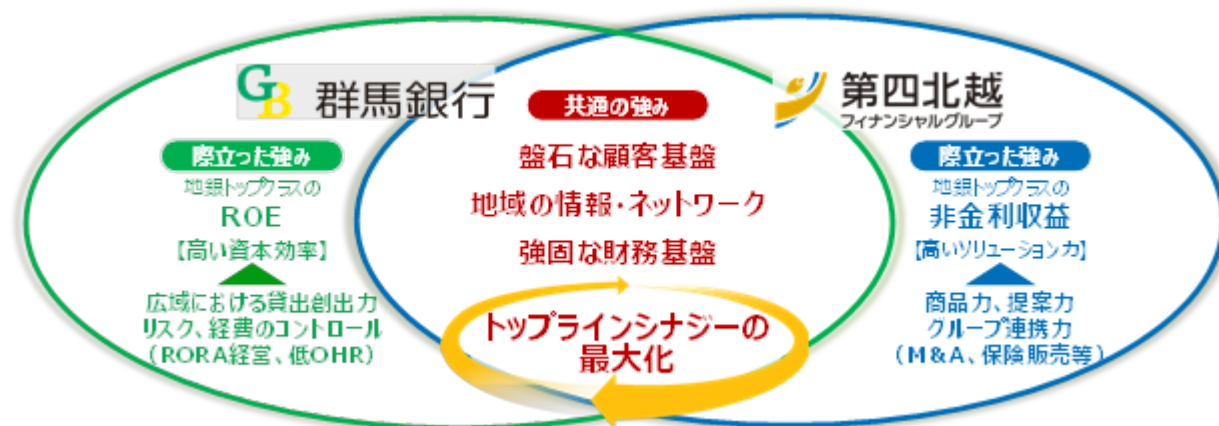 GB 群馬銀行
際立った強み
地銀トップクラスの
ROE
【高い資本効率】
広域における貸出創出力
リスク、経費のコントロール
（RORA経営、低OHR）
共通の強み
盤石な顧客基盤
地域の情報・ネットワーク
強固な財務基盤
トップラインシナジーの
最大化
第四北越
フィナンシャルグループ
際立った強み
地銀トップクラスの
非金利収益
【高いソリューション力】
商品力、提案力
グループ連携力
（M&A、保険販売等）